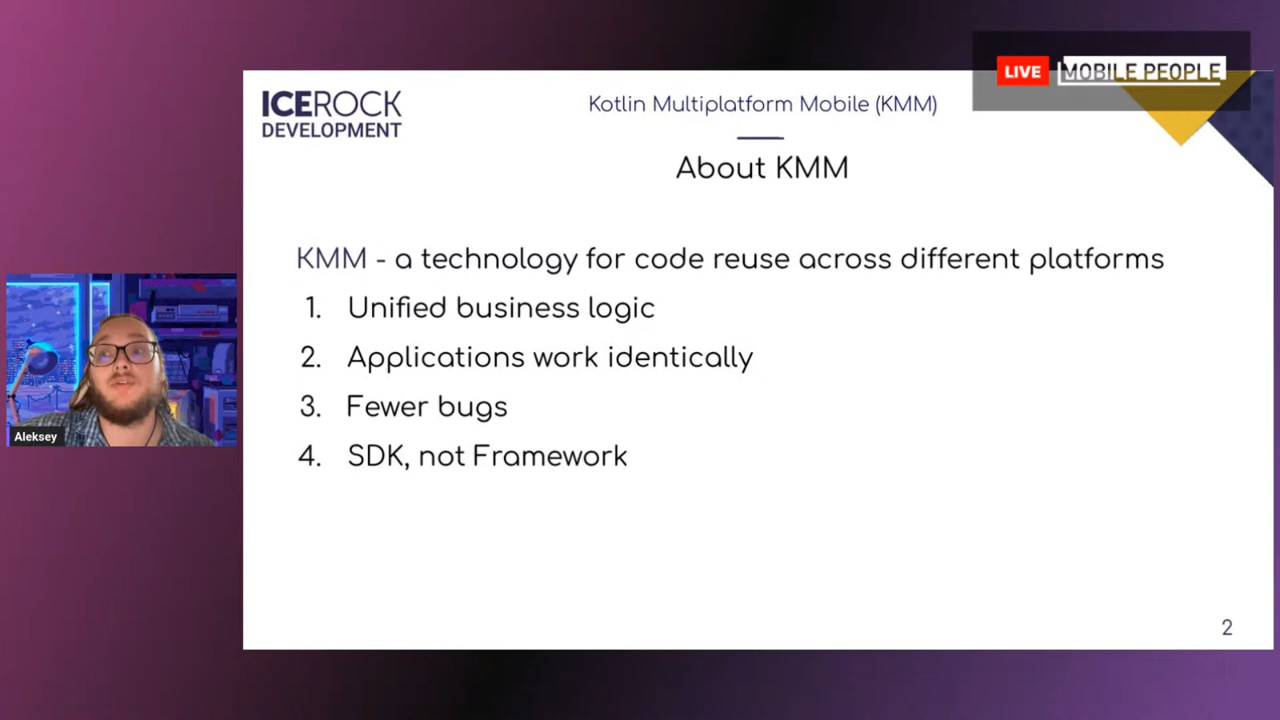 LIVE MOBILE PEOPLE
ICEROCK
DEVELOPMENT
Kotlin Multiplatform Mobile (KMM)
About KMM
KMM - a technology for code reuse across different platforms
1. Unified business logic
2. Applications work identically
3. Fewer bugs
4. SDK, not Framework
Aleksey
2